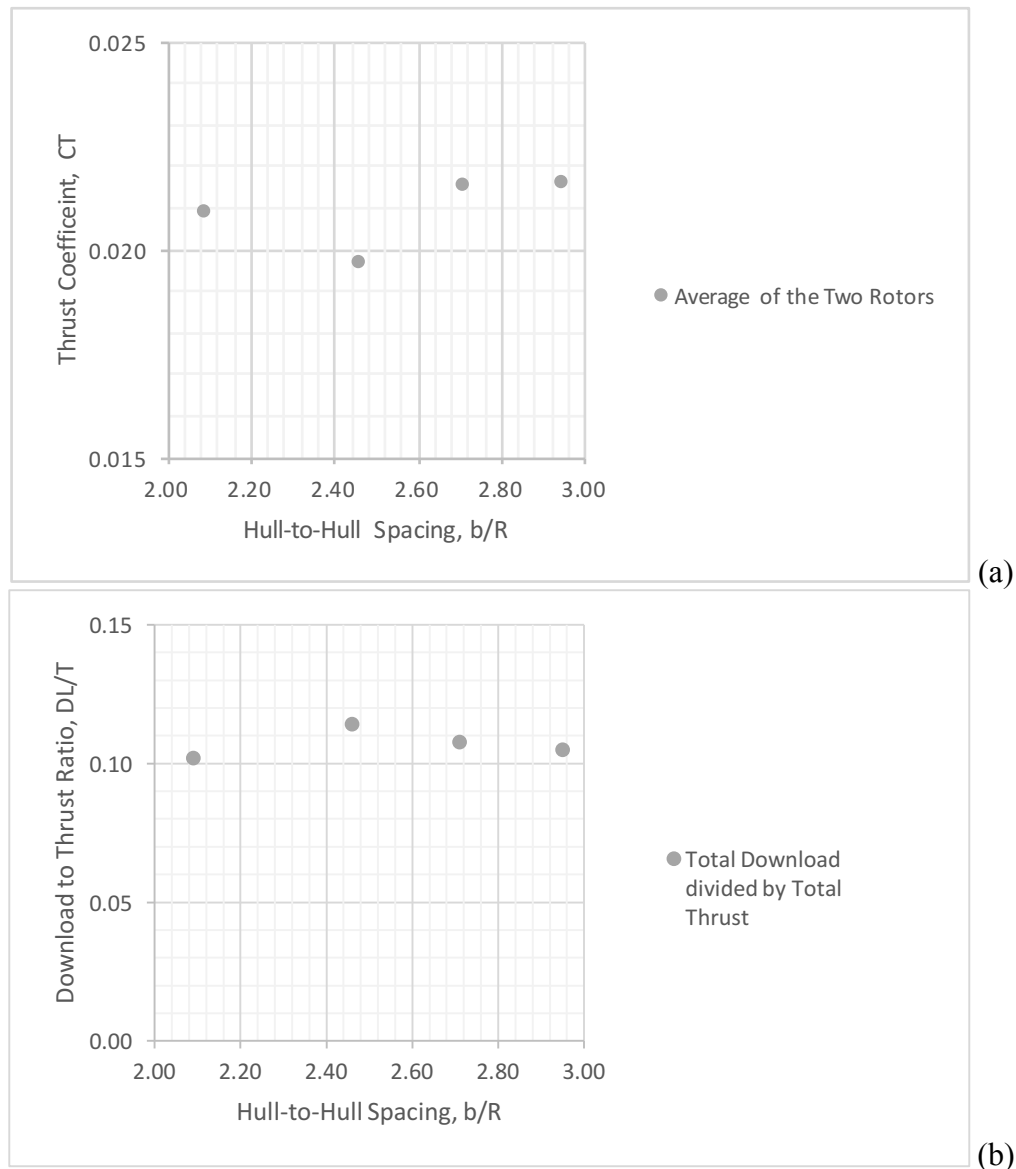 0.025
0.020
0.015
Thrust Coefficeint, CT
2.00 2.20 2.40 2.60 2.80 3.00
Hull-to-Hull Spacing, b/R
Average of the Two Rotors
(a)
0.15
0.10
0.05
0.00
Download to Thrust Ratio, DL/T
2.00 2.20 2.40 2.60 2.80 3.00
Hull-to-Hull Spacing, b/R
Total Download
divided by Total
Thrust
(b)